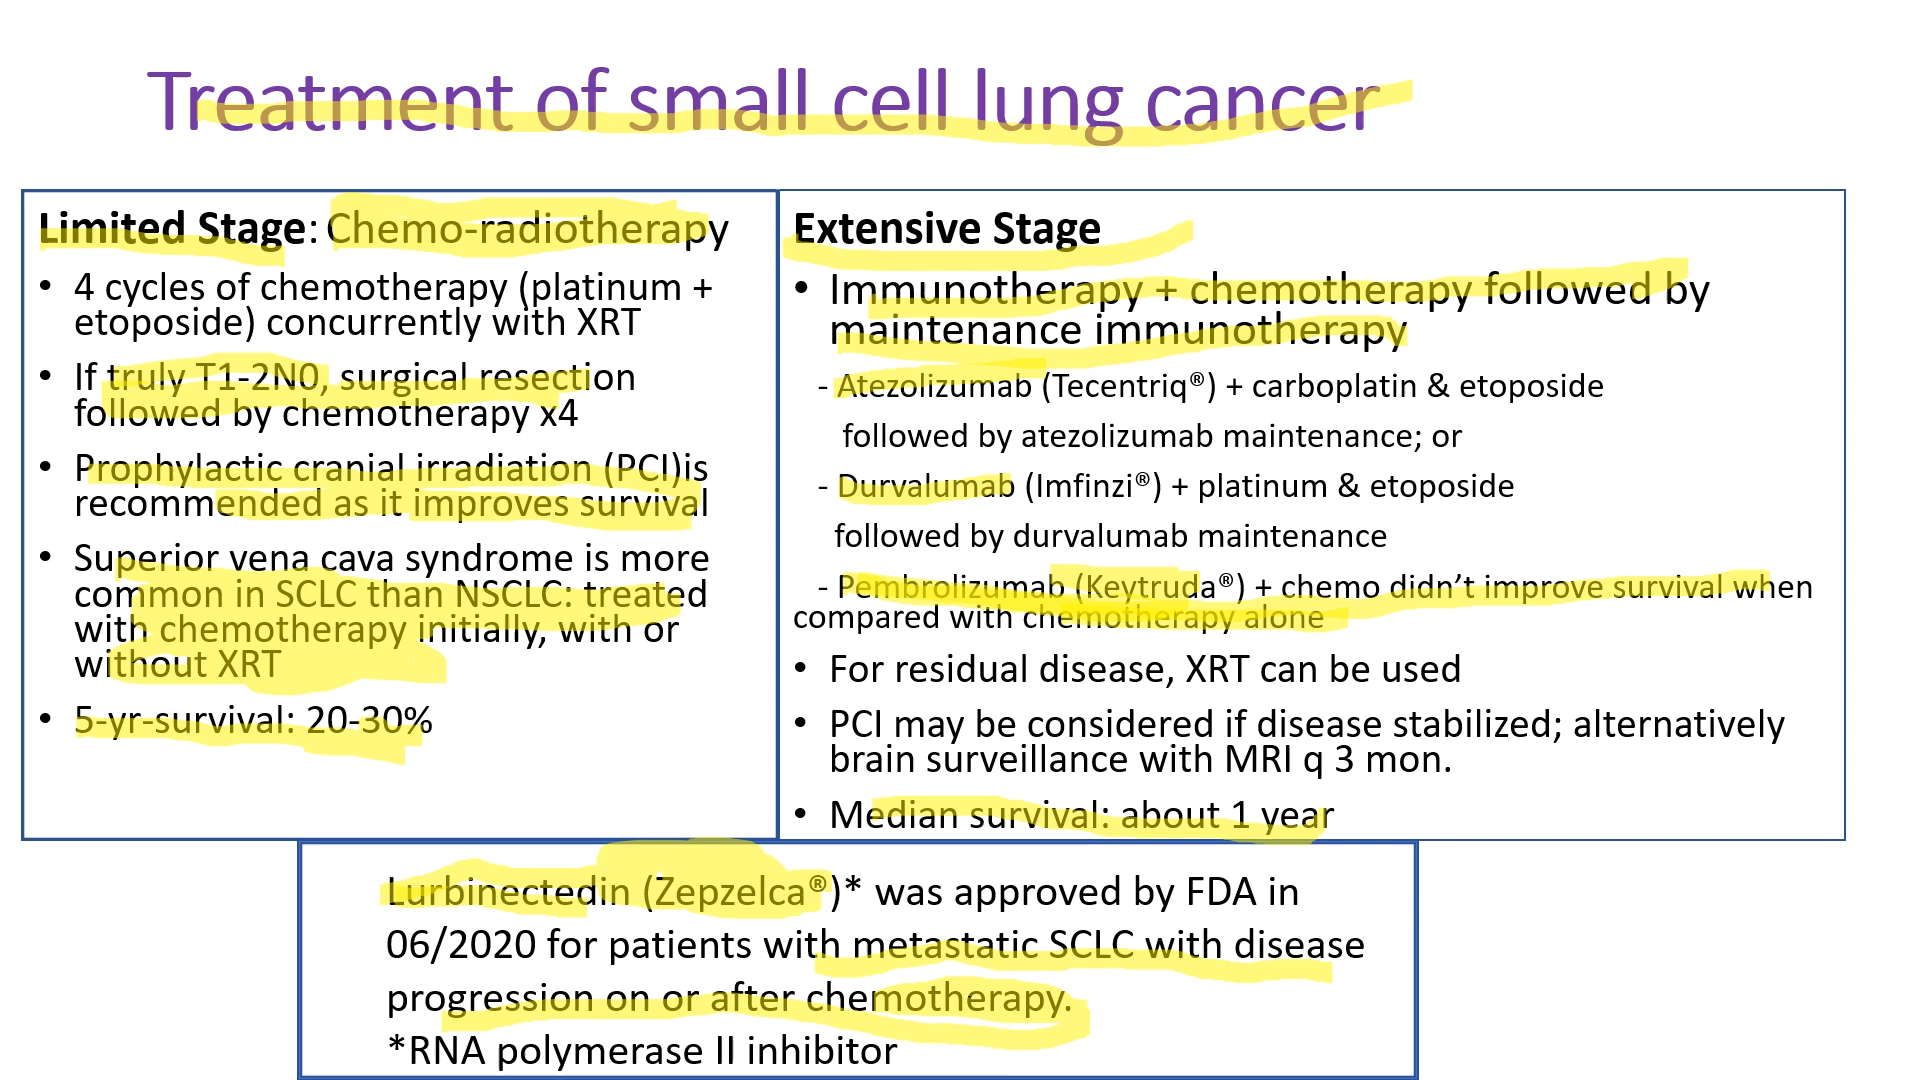 Treatment of small cell lung cancer
Limited Stage: Chemo-radiotherapy
• 4 cycles of chemotherapy (platinum +
etoposide) concurrently with XRT
• If truly T1-2N0, surgical resection
followed by chemotherapy x4
• Prophylactic cranial irradiation (PCI)is
recommended as it improves survival
• Superior vena cava syndrome is more
common in SCLC than NSCLC: treated
with chemotherapy initially, with or
without XRT
• 5-yr-survival: 20-30%
Extensive Stage
• Immunotherapy + chemotherapy followed by
maintenance immunotherapy
- Atezolizumab (Tecentriq®) + carboplatin & etoposide
followed by atezolizumab maintenance; or
- Durvalumab (Imfinzi®) + platinum & etoposide
followed by durvalumab maintenance
- Pembrolizumab (Keytruda®) + chemo didn’t improve survival when
compared with chemotherapy alone
• For residual disease, XRT can be used
• PCI may be considered if disease stabilized; alternatively
brain surveillance with MRI q 3 mon.
• Median survival: about 1 year
Lurbinectedin (Zepzelca®)* was approved by FDA in
06/2020 for patients with metastatic SCLC with disease
progression on or after chemotherapy.
*RNA polymerase II inhibitor